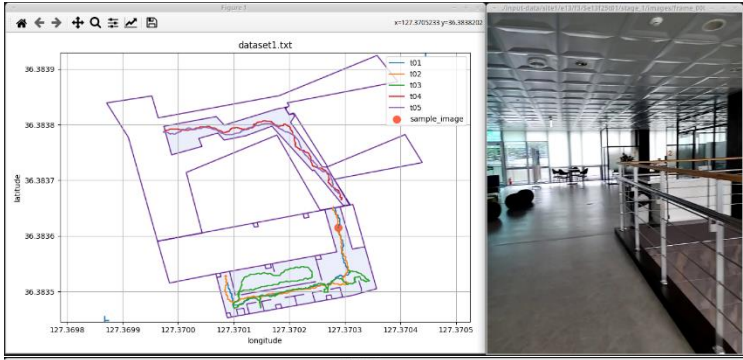 Figure 1
x=127.3705233 y=36.3838202
dataset1.txt
t01
t02
t03
t04
t05
sample_image
latitude
36.3839
36.3838
36.3837
36.3836
36.3835
127.3698
127.3699
127.3700
127.3701
127.3702
127.3703
127.3704
127.3705
longitude